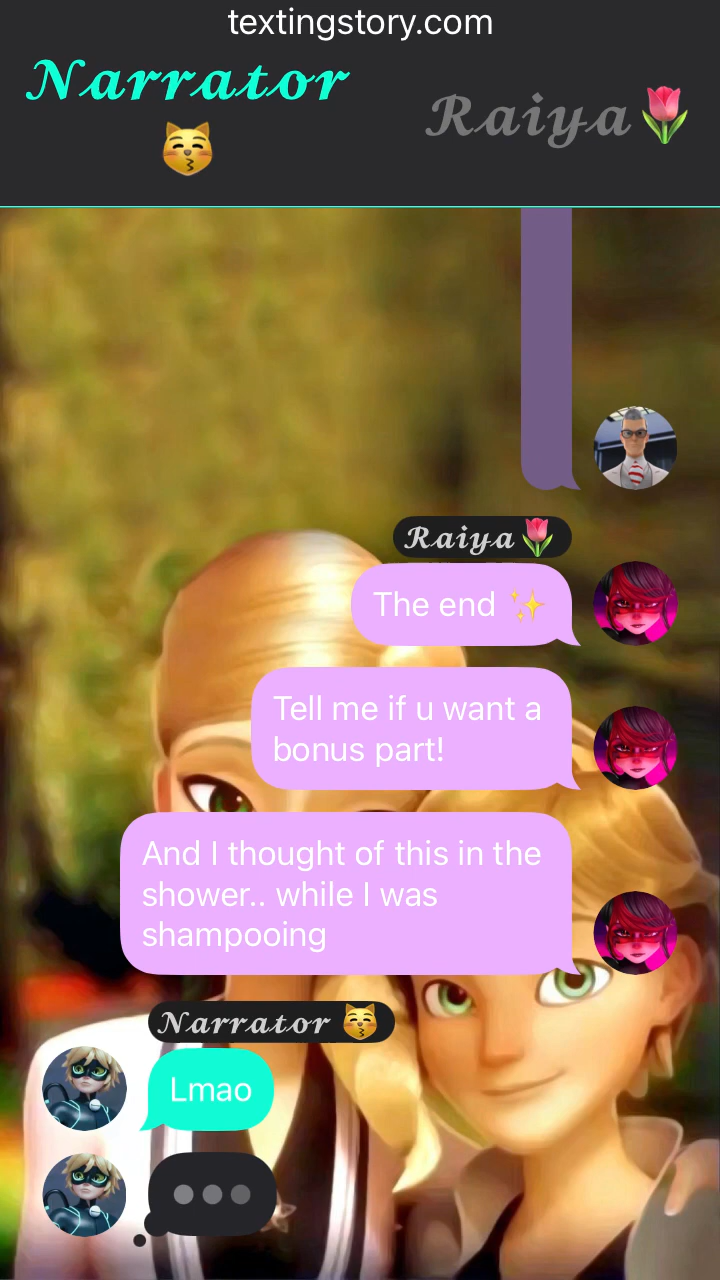 textingstory.com
Narrator
😽
Raiya🌷
Raiya🌷
The end ✨
Tell me if u want a
bonus part!
And I thought of this in the
shower.. while I was
shampooing
Narrator 😽
Lmao